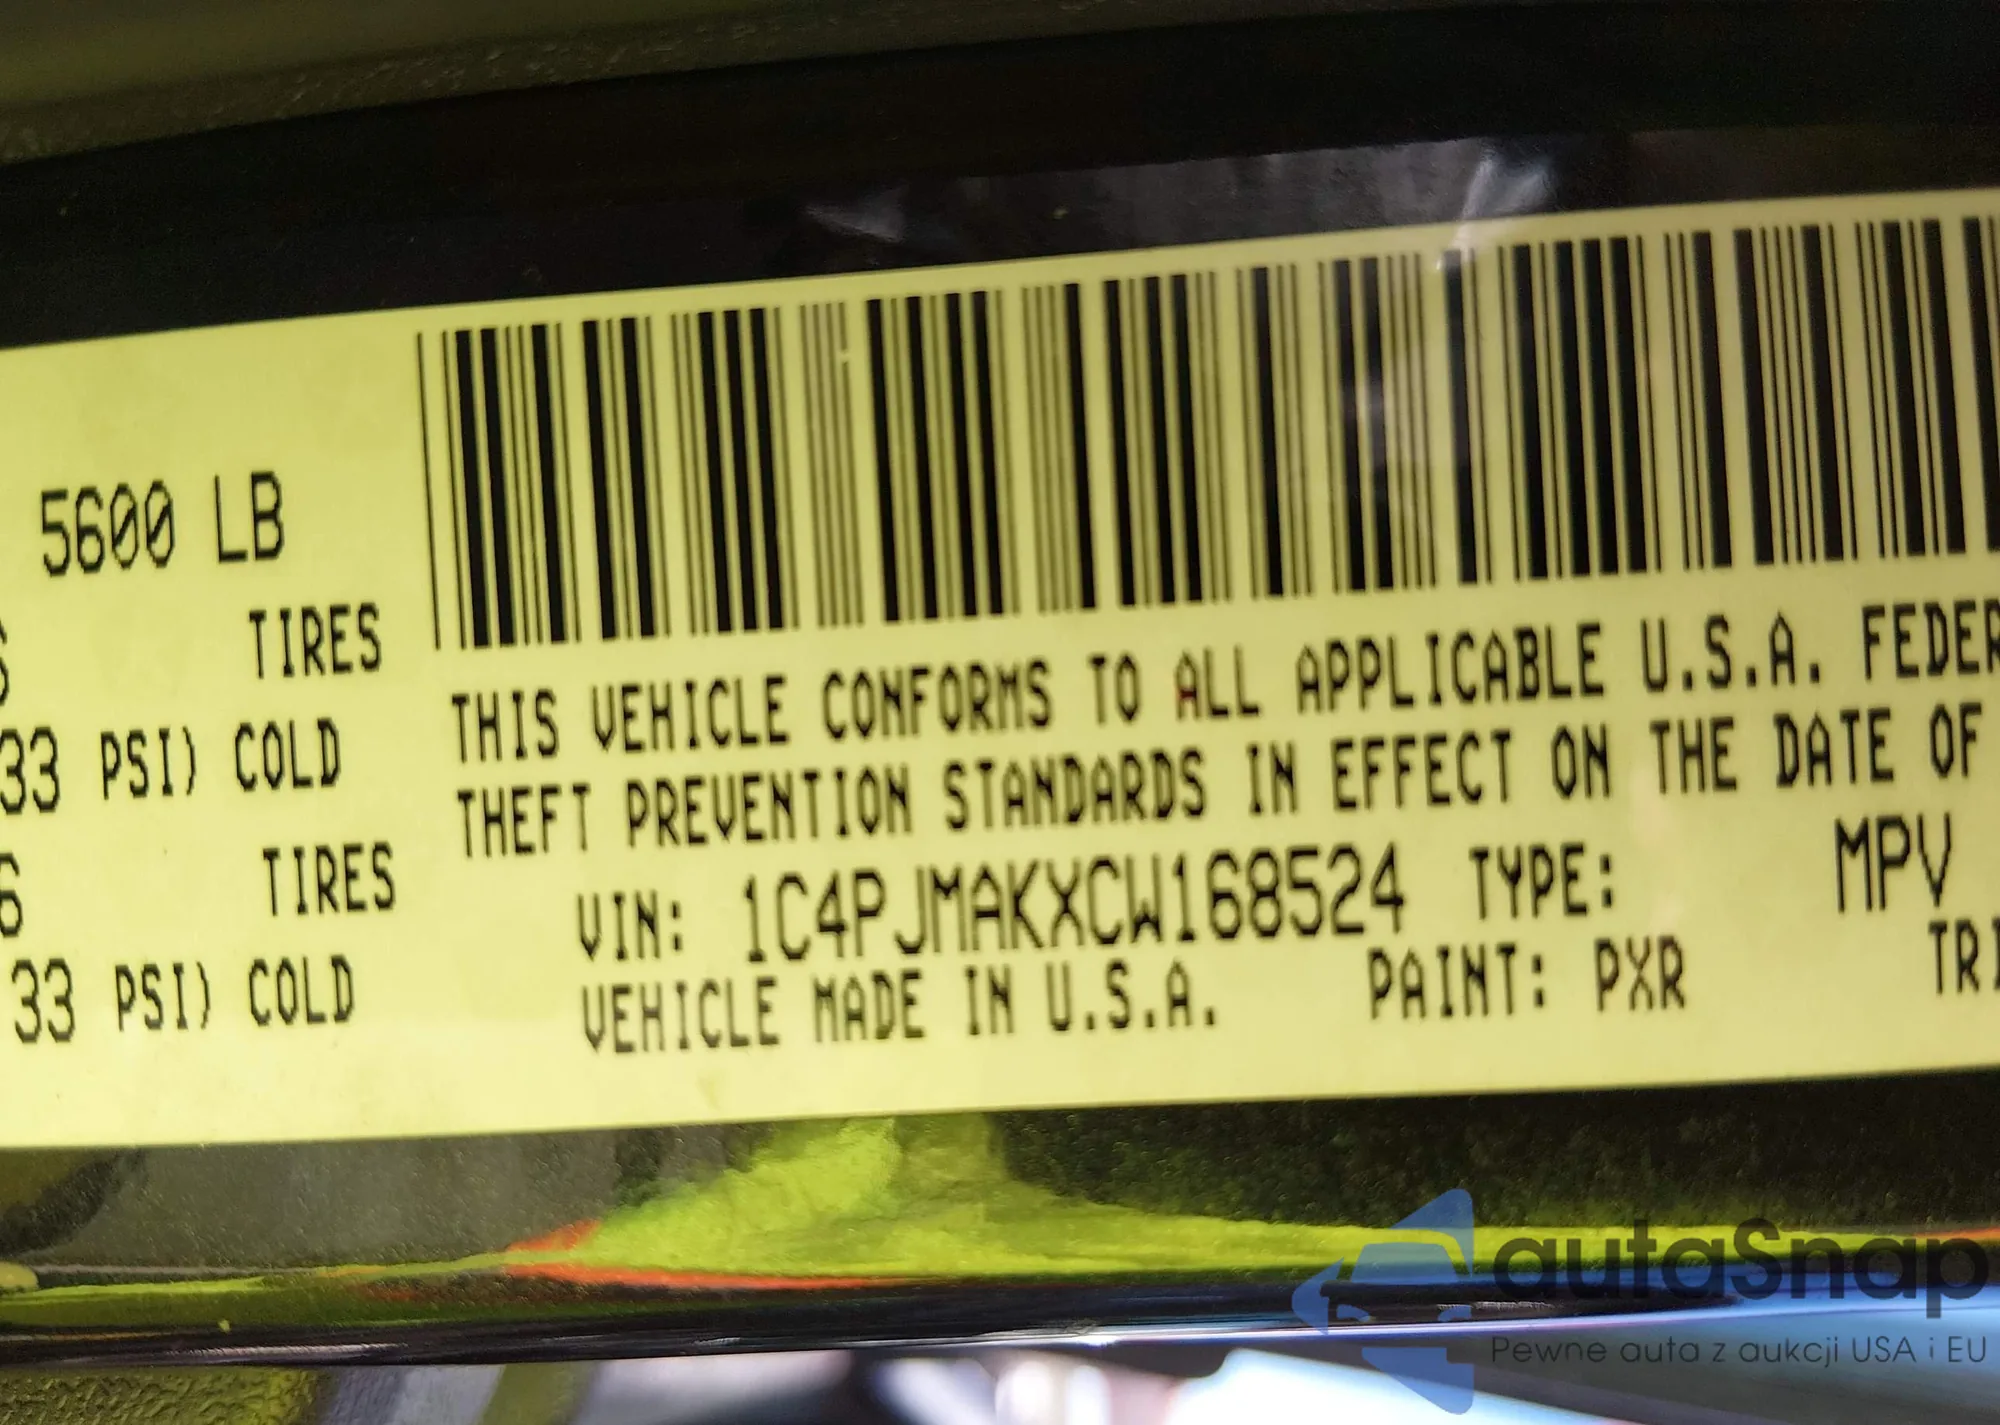 5600 LB
TIRES
33 PSI) COLD
6 TIRES
33 PSI) COLD
THIS VEHICLE CONFORMS TO ALL APPLICABLE U.S.A. FEDER
THEFT PREVENTION STANDARDS IN EFFECT ON THE DATE OF
VIN: 1C4PJMAKXCW168524 TYPE: MPV
VEHICLE MADE IN U.S.A. PAINT: PXR TRI
autaSnap
Pewne auta z aukcji USA i EU